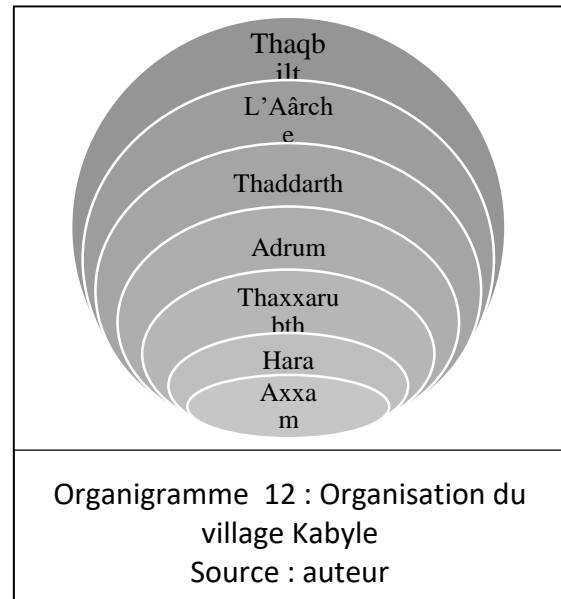 Thaqb
ilt
L'Aârch
e
Thaddarth
Adrum
Thaxxaru
bth
Hara
Axxa
m
Organigramme 12 : Organisation du
village Kabyle
Source : auteur